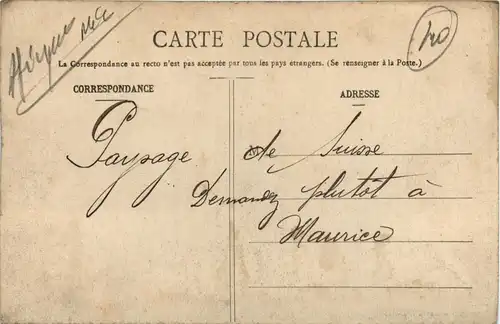 CARTE POSTALE
La Correspondance au recto n'est pas acceptée par tous les pays étrangers. (Se renseigner à la Poste.)
CORRESPONDANCE
ADRESSE
Paysage de Suisse
Demandez plutot à
Maurice